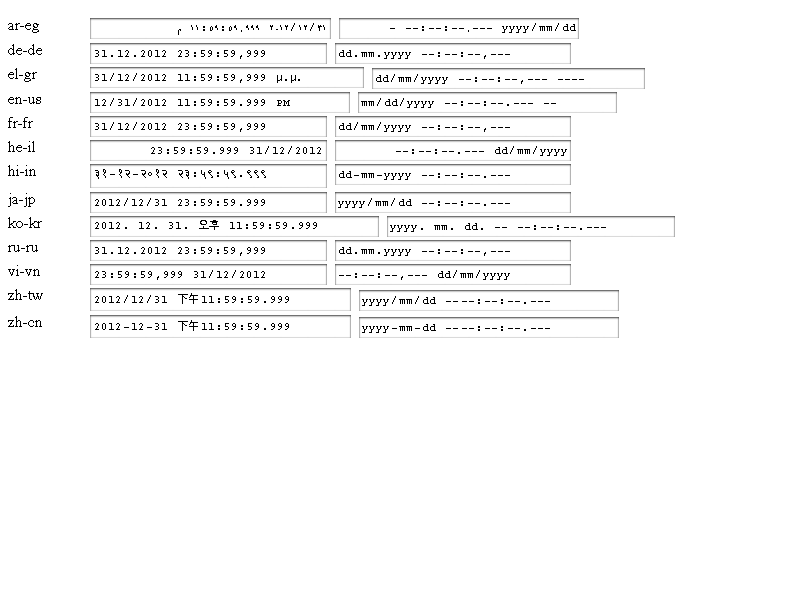 ar-eg م ١١:٥٩:٥٩.٩٩٩ ٢٠١٢/١٢/٣١ - --:--:--.--- yyyy/mm/dd
de-de 31.12.2012 23:59:59,999 dd.mm.yyyy --:--:--,---
el-gr 31/12/2012 11:59:59,999 μ.μ. dd/mm/yyyy --:--:--,--- ----
en-us 12/31/2012 11:59:59.999 PM mm/dd/yyyy --:--:--.--- --
fr-fr 31/12/2012 23:59:59,999 dd/mm/yyyy --:--:--,---
he-il 23:59:59.999 31/12/2012 --:--:--.--- dd/mm/yyyy
hi-in ३१-१२-२०१२ २३:५९:५९.९९९ dd-mm-yyyy --:--:--.---
ja-jp 2012/12/31 23:59:59.999 yyyy/mm/dd --:--:--.---
ko-kr 2012. 12. 31. 오후 11:59:59.999 yyyy. mm. dd. -- --:--:--.---
ru-ru 31.12.2012 23:59:59,999 dd.mm.yyyy --:--:--,---
vi-vn 23:59:59,999 31/12/2012 --:--:--,--- dd/mm/yyyy
zh-tw 2012/12/31 下午11:59:59.999 yyyy/mm/dd ----:--:--.---
zh-cn 2012-12-31 下午11:59:59.999 yyyy-mm-dd ----:--:--.---